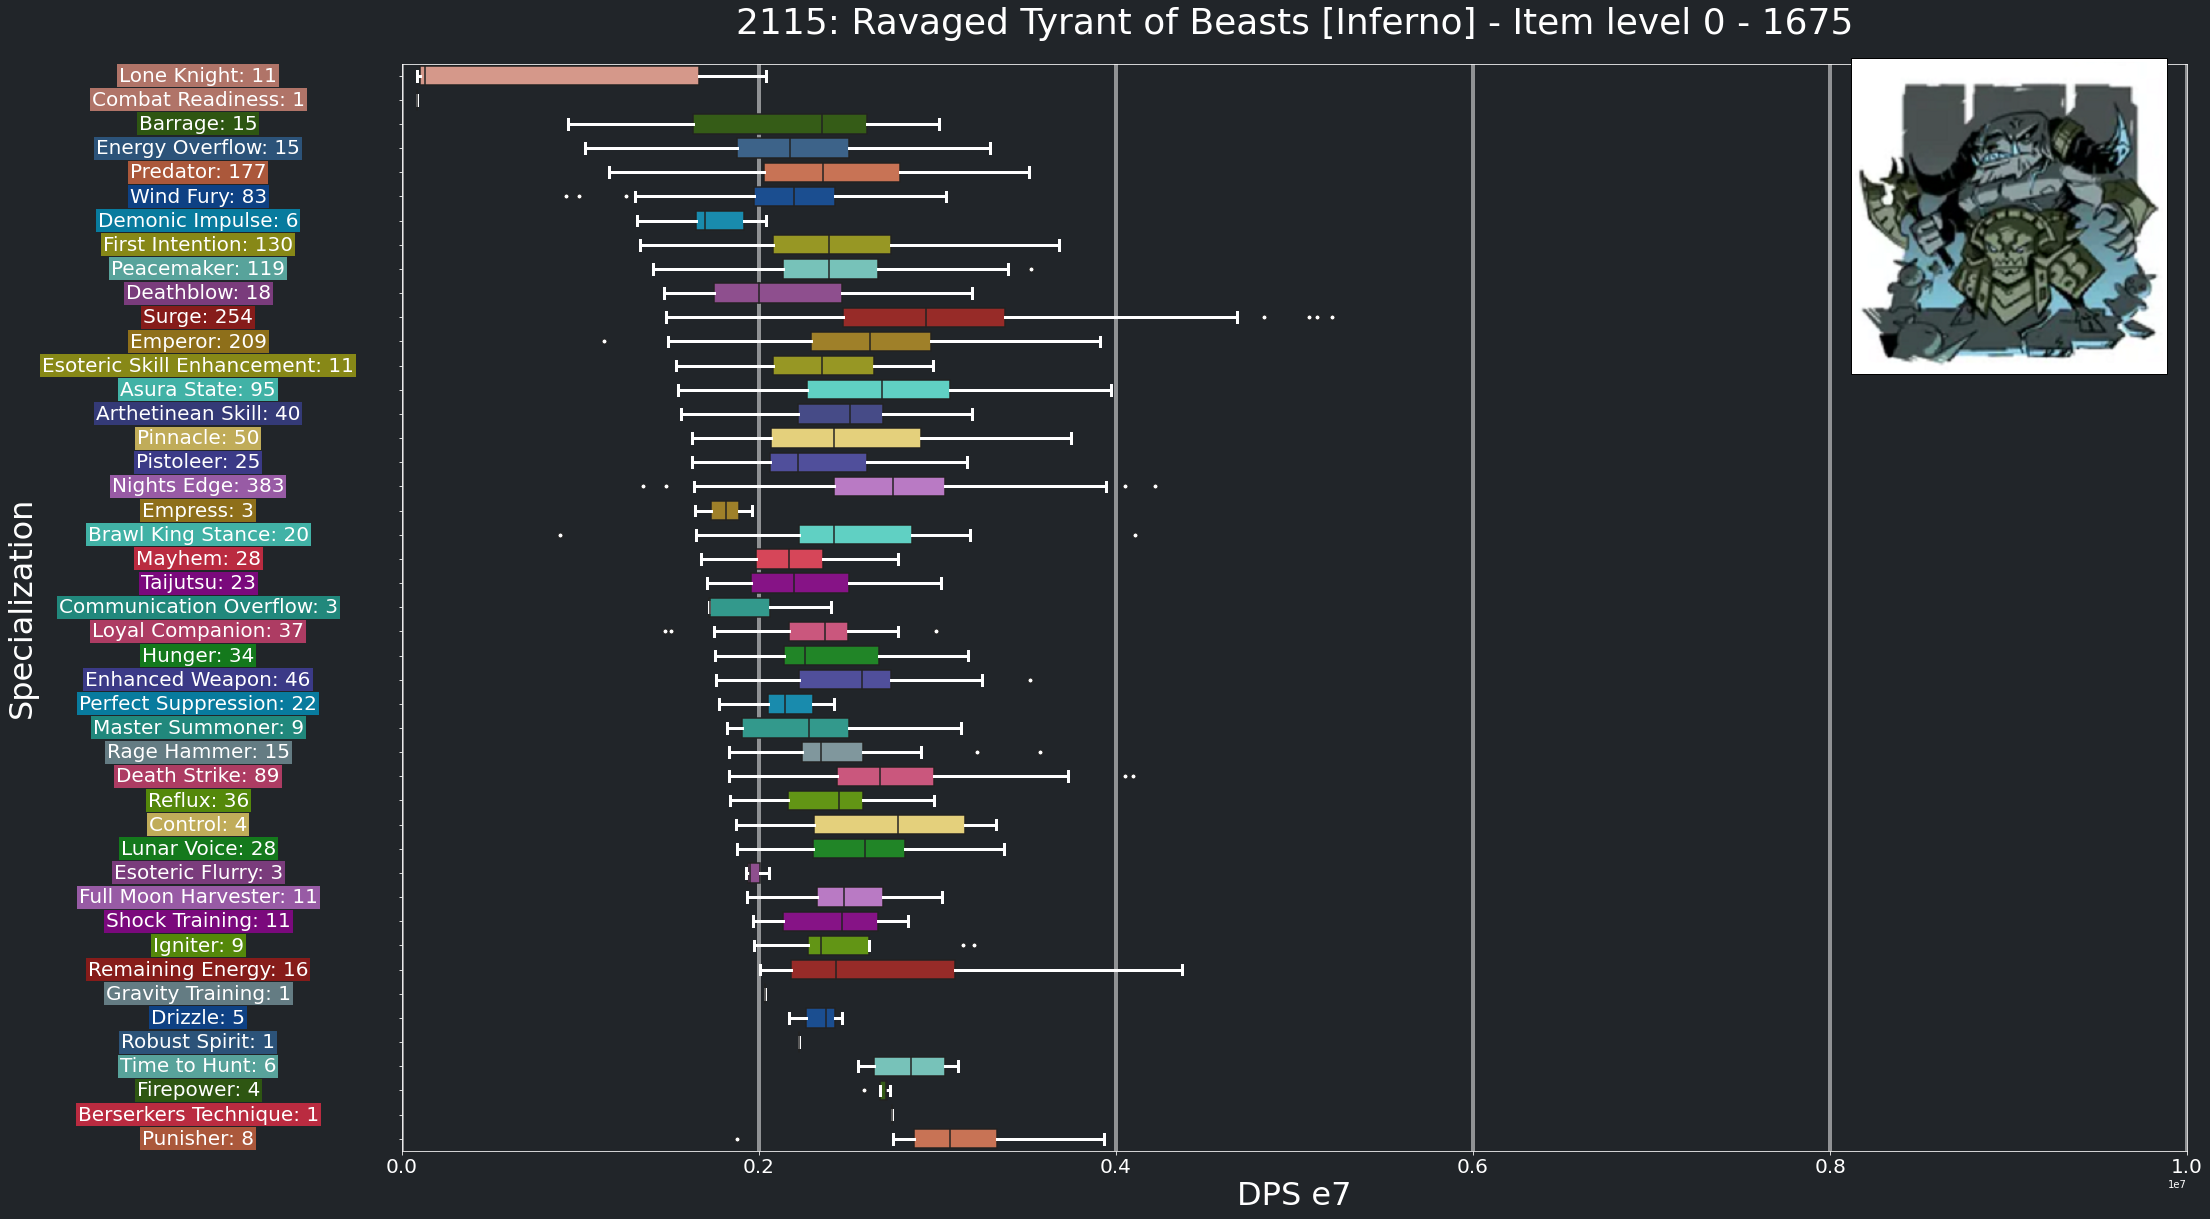 2115: Ravaged Tyrant of Beasts [Inferno] - Item level 0 - 1675
Specialization
Lone Knight: 11
Combat Readiness: 1
Barrage: 15
Energy Overflow: 15
Predator: 177
Wind Fury: 83
Demonic Impulse: 6
First Intention: 130
Peacemaker: 119
Deathblow: 18
Surge: 254
Emperor: 209
Esoteric Skill Enhancement: 11
Asura State: 95
Arthetinean Skill: 40
Pinnacle: 50
Pistoleer: 25
Nights Edge: 383
Empress: 3
Brawl King Stance: 20
Mayhem: 28
Taijutsu: 23
Communication Overflow: 3
Loyal Companion: 37
Hunger: 34
Enhanced Weapon: 46
Perfect Suppression: 22
Master Summoner: 9
Rage Hammer: 15
Death Strike: 89
Reflux: 36
Control: 4
Lunar Voice: 28
Esoteric Flurry: 3
Full Moon Harvester: 11
Shock Training: 11
Igniter: 9
Remaining Energy: 16
Gravity Training: 1
Drizzle: 5
Robust Spirit: 1
Time to Hunt: 6
Firepower: 4
Berserkers Technique: 1
Punisher: 8
0.0 0.2 0.4 0.6 0.8 1.0
1e7
DPS e7